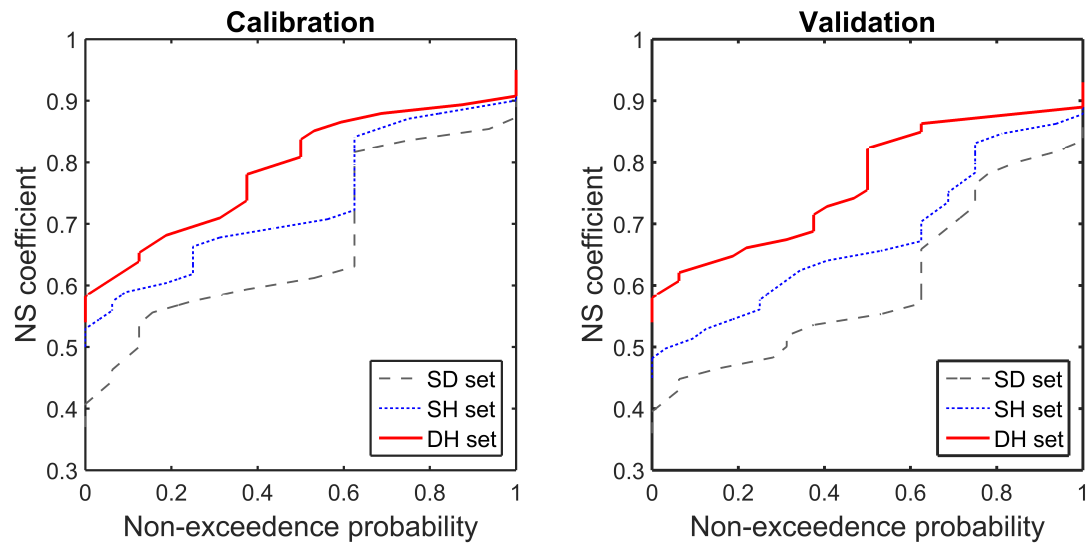 Calibration
NS coefficient
1
0.9
0.8
0.7
0.6
0.5
0.4
0.3
0 0.2 0.4 0.6 0.8 1
Non-exceedence probability
SD set
SH set
DH set
Validation
NS coefficient
1
0.9
0.8
0.7
0.6
0.5
0.4
0.3
0 0.2 0.4 0.6 0.8 1
Non-exceedence probability
SD set
SH set
DH set